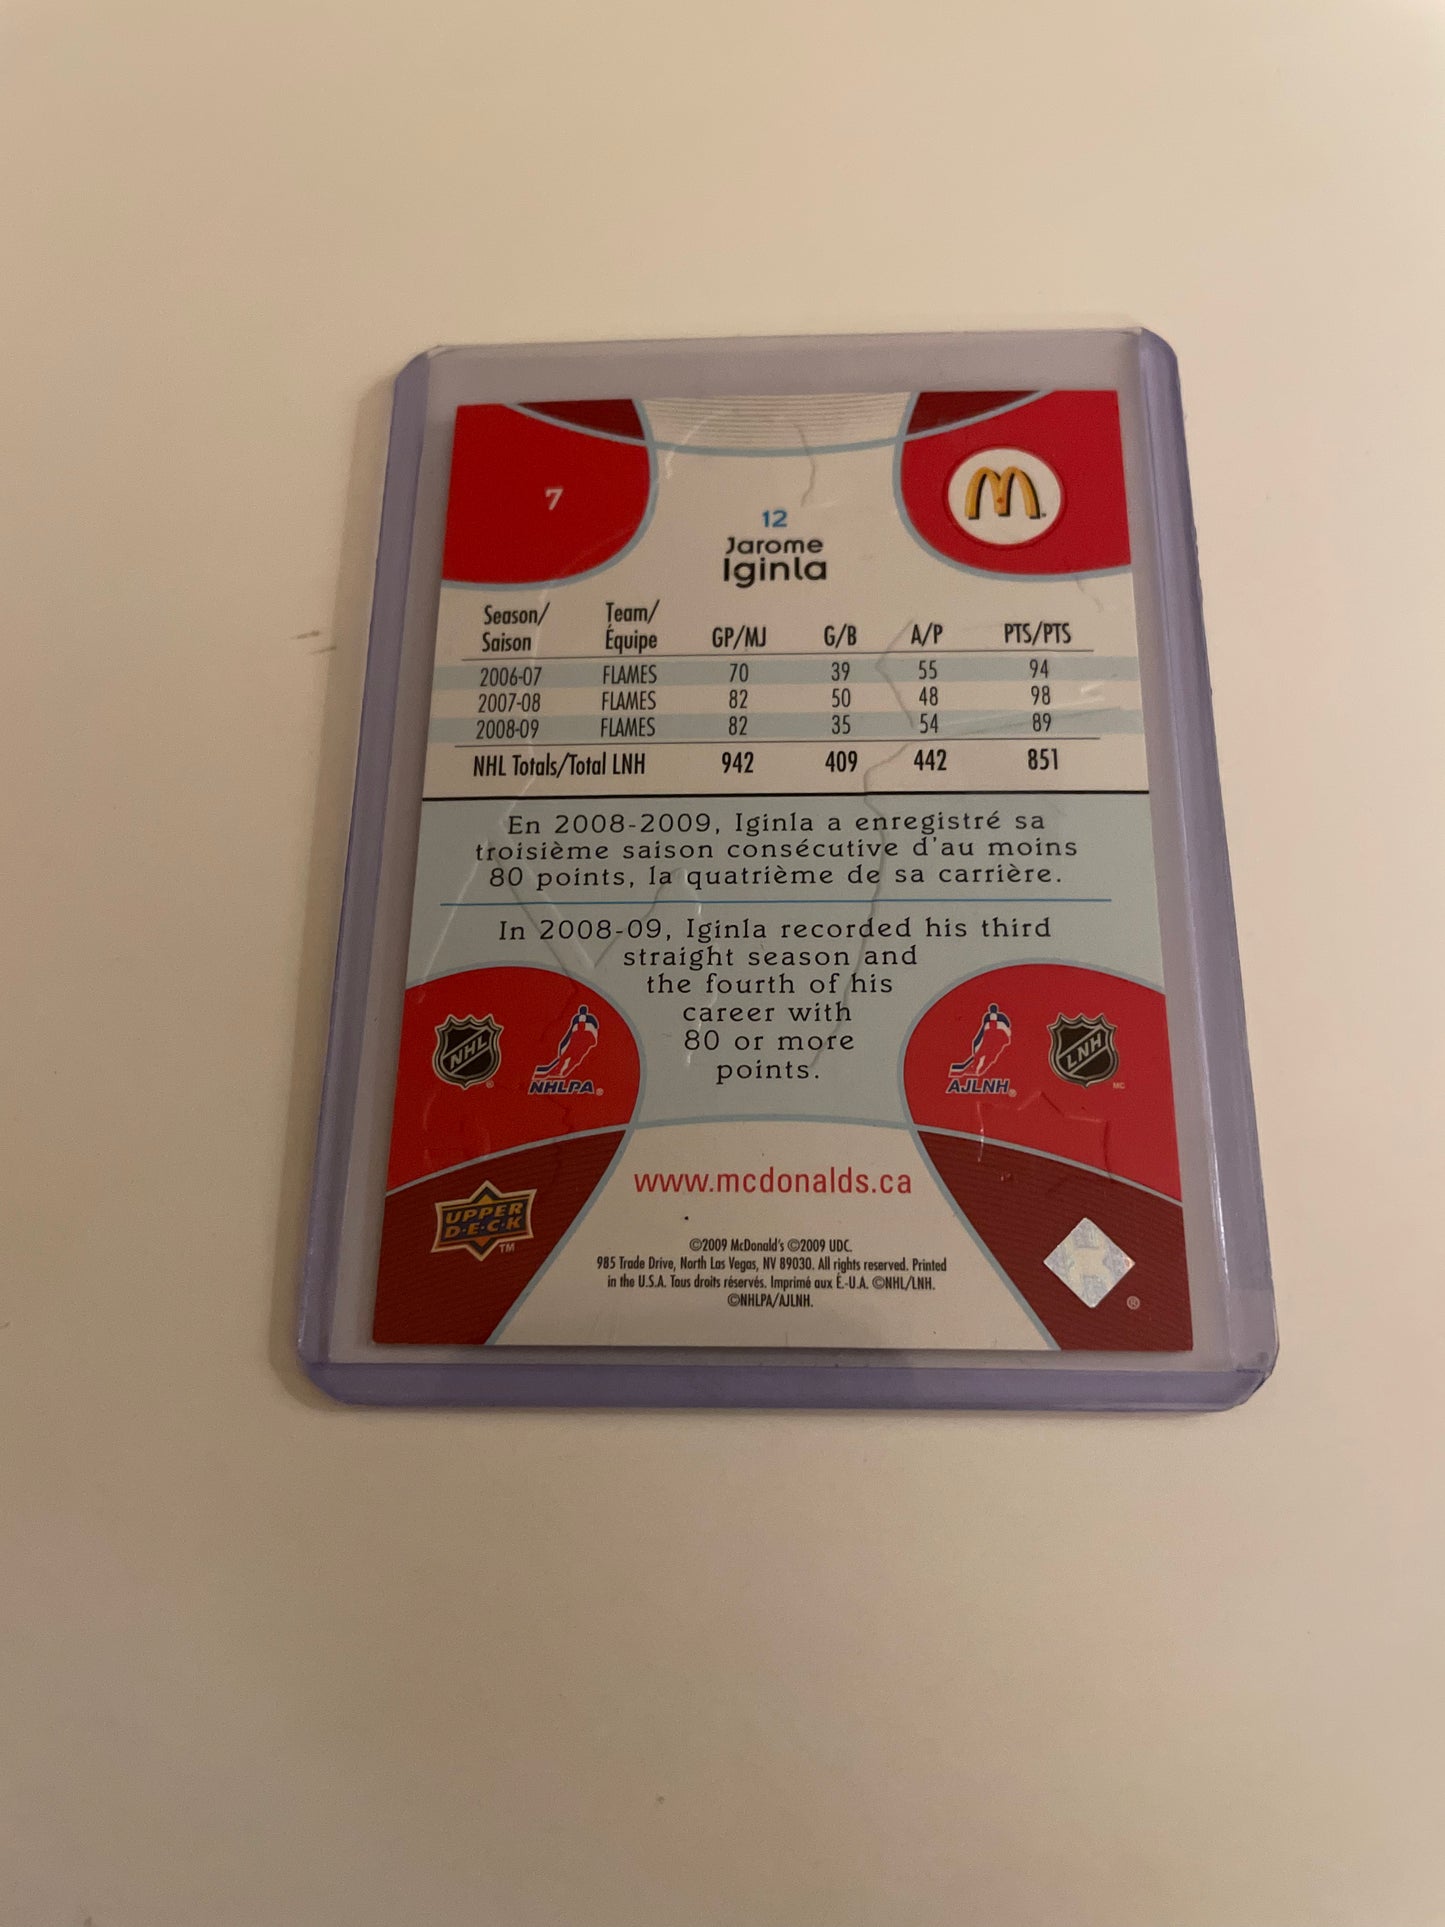 7
12
Jarome
Iginla
Season/ Team/
Saison Équipe GP/MJ G/B A/P PTS/PTS
2006-07 FLAMES 70 39 55 94
2007-08 FLAMES 82 50 48 98
2008-09 FLAMES 82 35 54 89
NHL Totals/Total LNH 942 409 442 851
En 2008-2009, Iginla a enregistré sa
troisième saison consécutive d'au moins
80 points, la quatrième de sa carrière.
In 2008-09, Iginla recorded his third
straight season and
the fourth of his
career with
80 or more
points.
NHL
NHLPA®
AJLNH®
LNH MC
www.mcdonalds.ca
UPPER
D·E·C·K
TM
©2009 McDonald's ©2009 UDC.
985 Trade Drive, North Las Vegas, NV 89030. All rights reserved. Printed
in the U.S.A. Tous droits réservés. Imprimé aux É.-U.A. ©NHL/LNH.
©NHLPA/AJLNH.
®